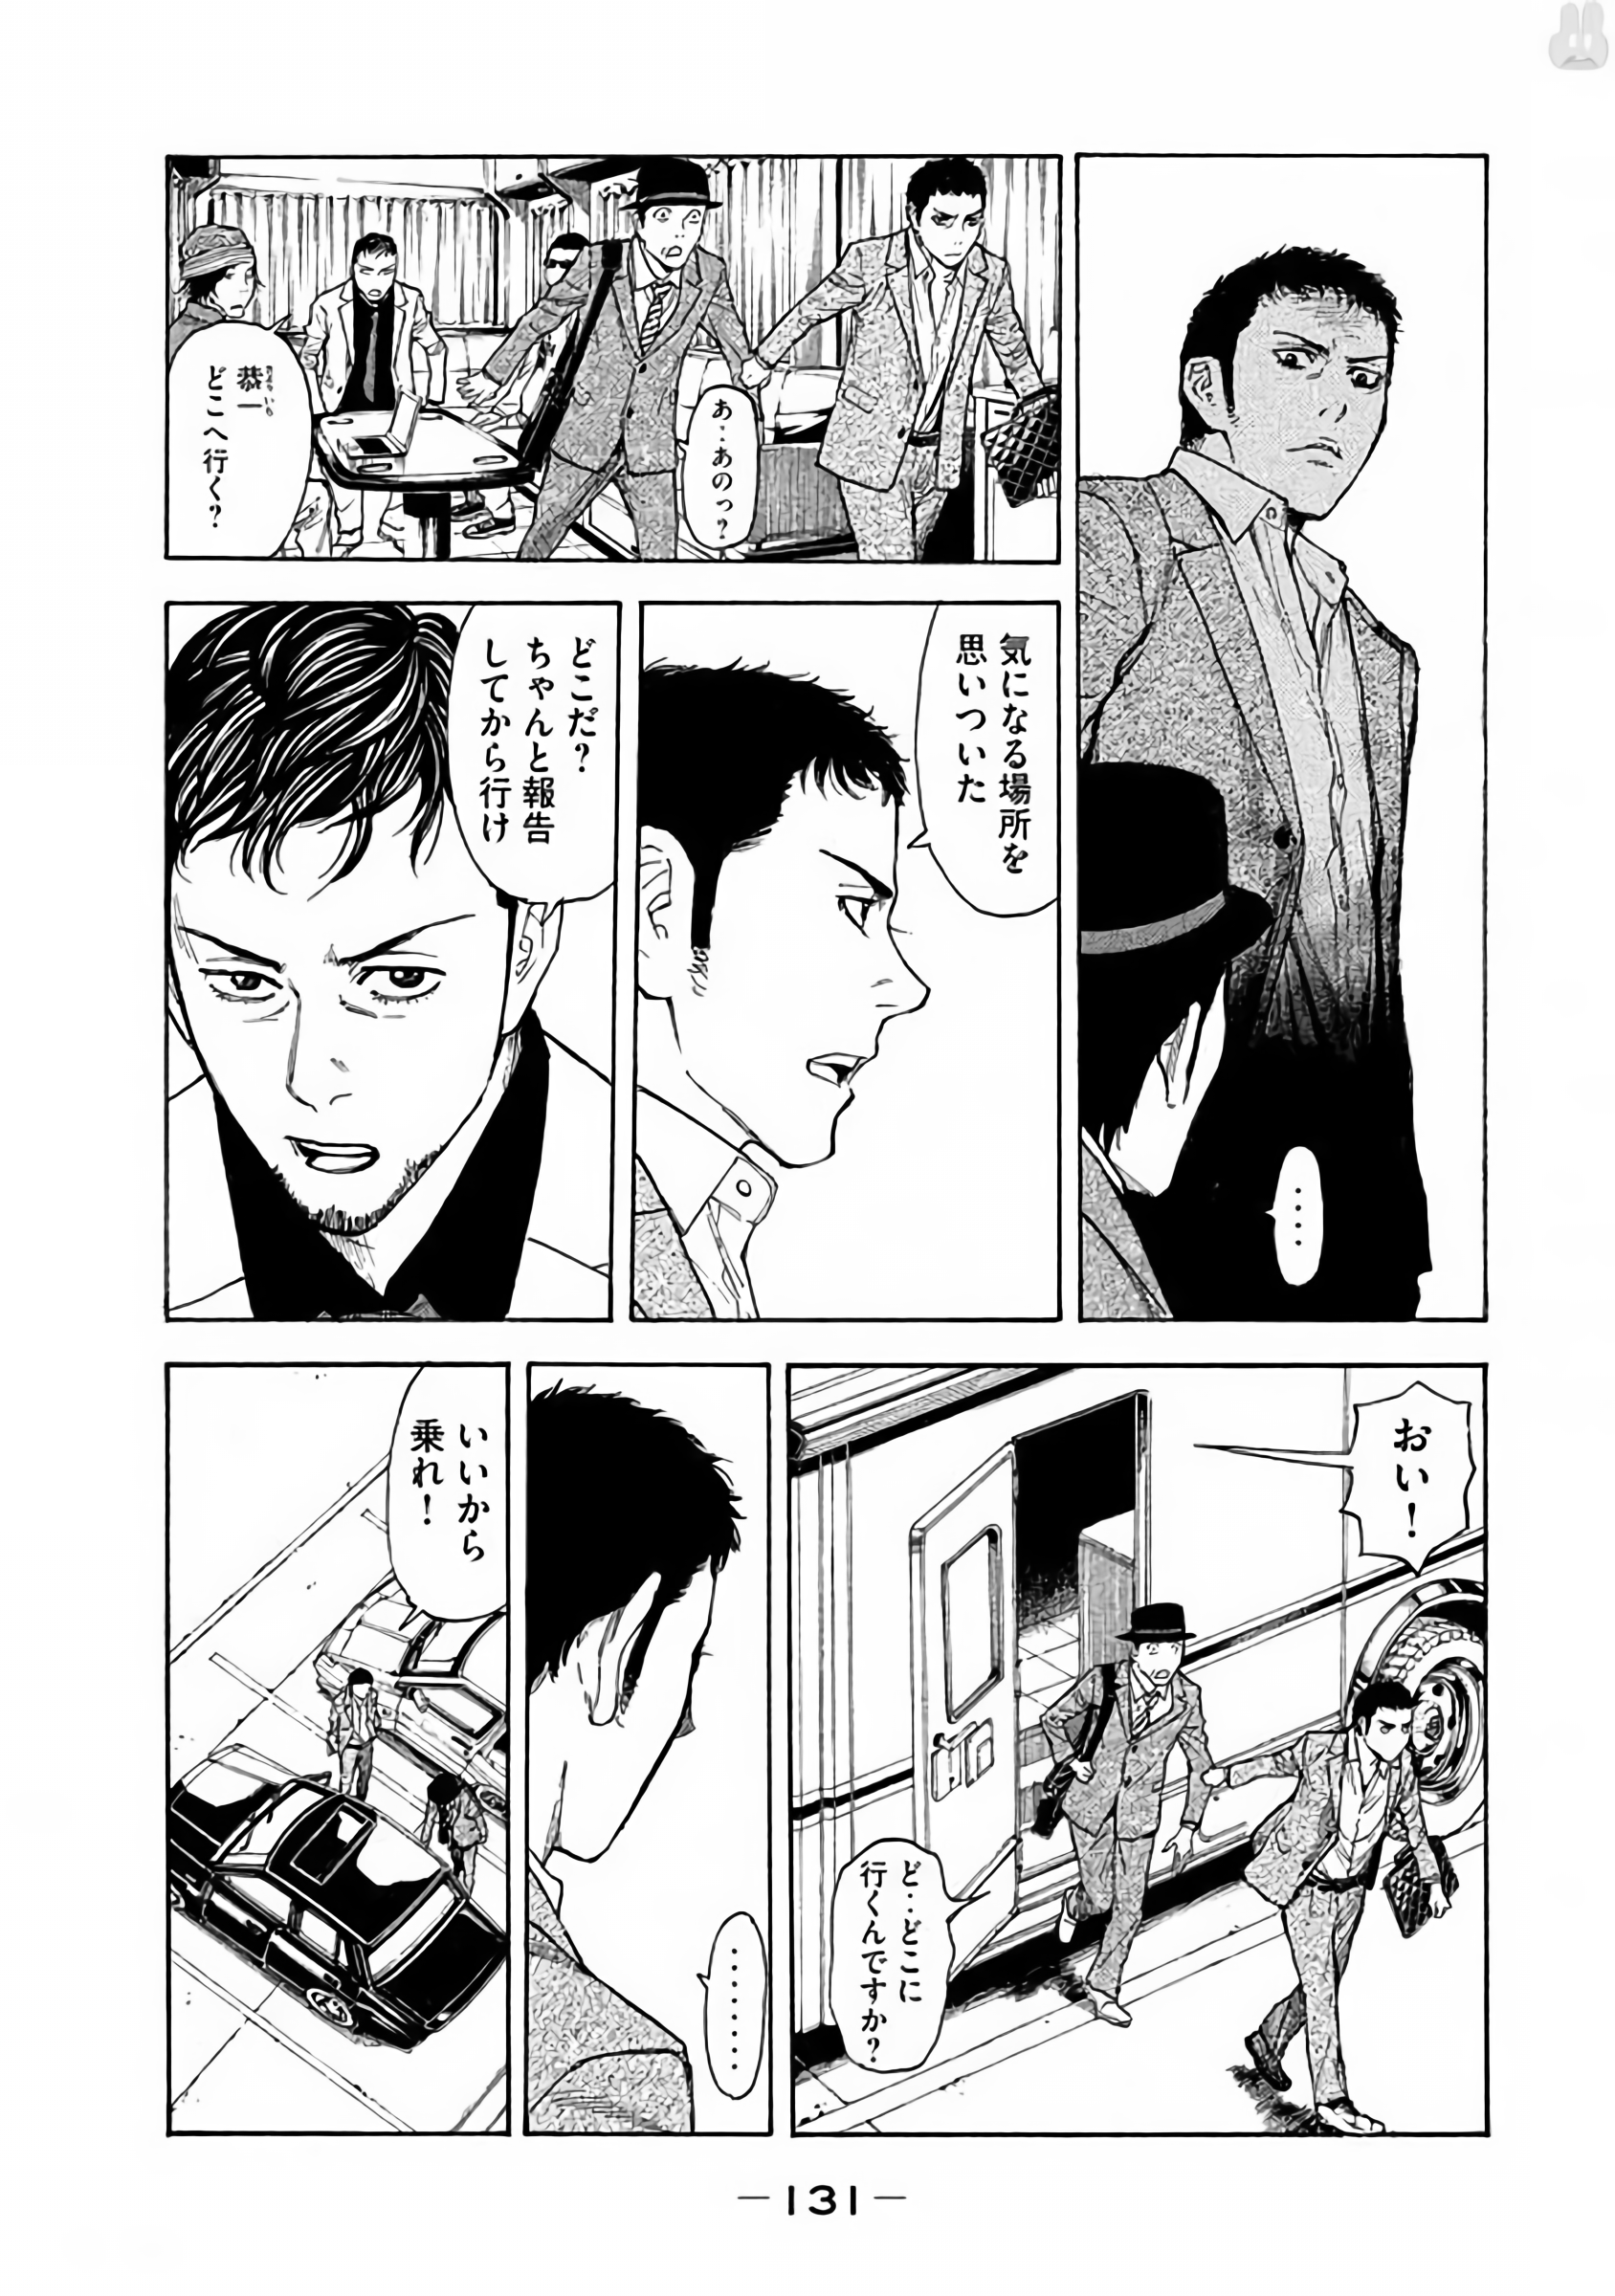 ‥‥‥
あ‥あのっ?
恭一
どこへ行く?
気になる場所を
思いついた
どこだ?
ちゃんと報告
してから行け
おい!
ど‥どこに
行くんですか?
‥‥‥‥‥
いいから
乗れ!
—131—